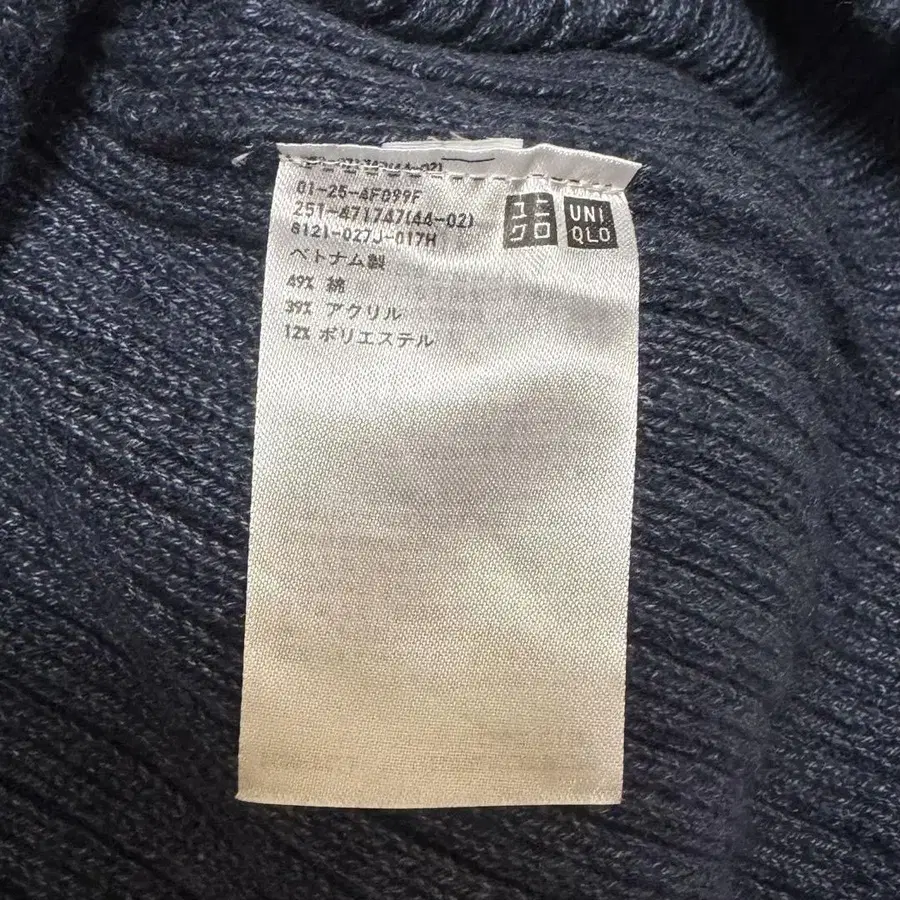 01-25-4F099F
251-471747(44-02)
6121-027J-017H
ベトナム製
49% 綿
39% アクリル
12% ポリエステル
ユニ
クロ
UNI
QLO